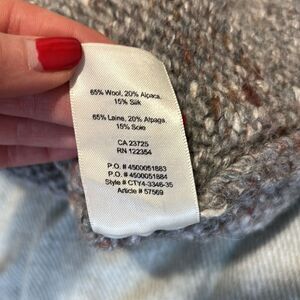 65% Wool, 20% Alpaca,
15% Silk
65% Laine, 20% Alpaga,
15% Soie
CA 23725
RN 122354
P.O. # 4500051883
P.O. # 4500051884
Style # CTY4-3346-35
Article # 57569